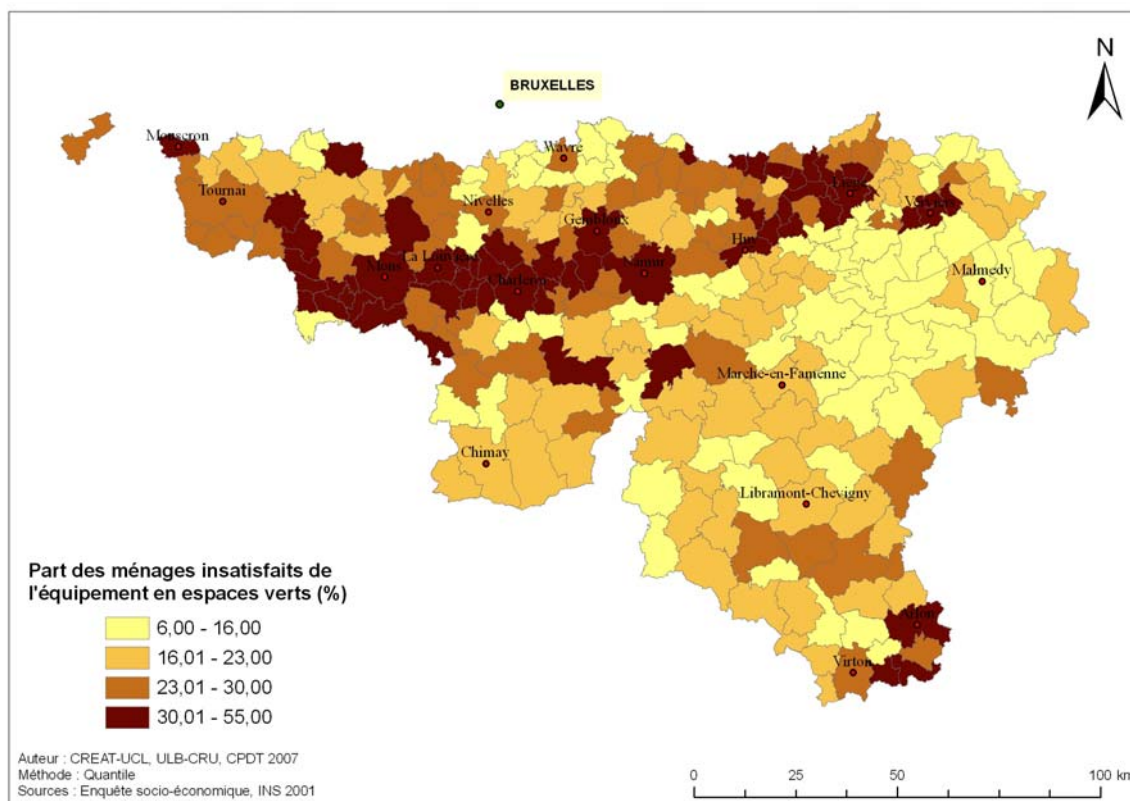 N
BRUXELLES
Mouscron
Wavre
Tournai
Nivelles
Gembloux
Liège
Verviers
Huy
La Louvière
Mons
Charleroi
Namur
Malmedy
Marche-en-Famenne
Chimay
Libramont-Chevigny
Arlon
Virton
Part des ménages insatisfaits de
l'équipement en espaces verts (%)
6,00 - 16,00
16,01 - 23,00
23,01 - 30,00
30,01 - 55,00
Auteur : CREAT-UCL, ULB-CRU, CPDT 2007
Méthode : Quantile
Sources : Enquête socio-économique, INS 2001
0 25 50 100 km